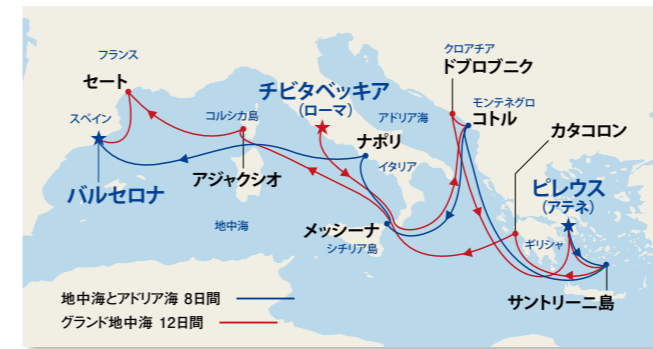 フランス
セート
スペイン
バルセロナ
コルシカ島
アジャクシオ
チビタベッキア
(ローマ)
アドリア海
ナポリ
イタリア
クロアチア
ドブロブニク
モンテネグロ
コトル
カタコロン
ピレウス
(アテネ)
ギリシャ
地中海
メッシーナ
シチリア島
サントリーニ島
地中海とアドリア海 8日間
グランド地中海 12日間